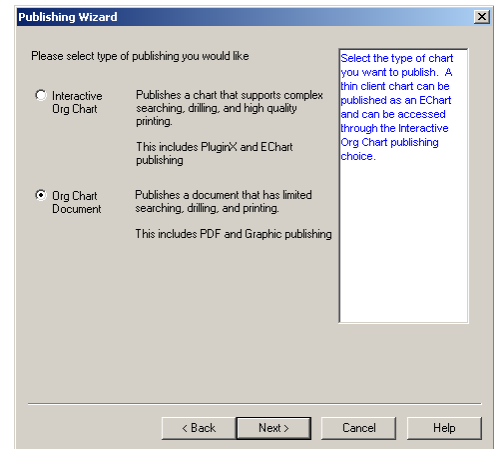 Publishing Wizard
Please select type of publishing you would like
Interactive
Org Chart
Publishes a chart that supports complex
searching, drilling, and high quality
printing.
This includes PluginX and EChart
publishing
Org Chart
Document
Publishes a document that has limited
searching, drilling, and printing.
This includes PDF and Graphic publishing
Select the type of chart
you want to publish. A
thin client chart can be
published as an EChart
and can be accessed
through the Interactive
Org Chart publishing
choice.
< Back
Next >
Cancel
Help